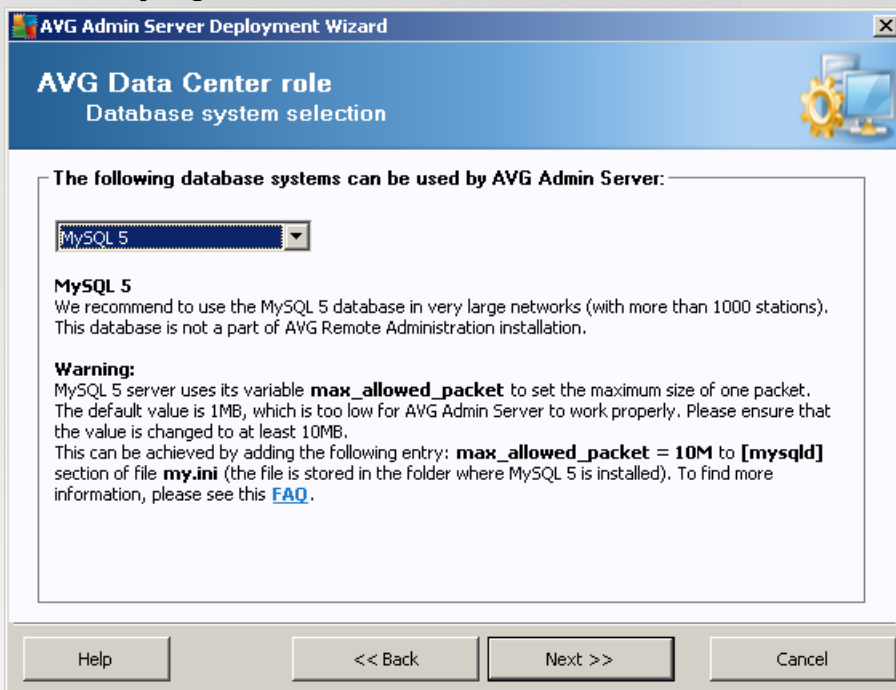 AVG Admin Server Deployment Wizard
AVG Data Center role
Database system selection
The following database systems can be used by AVG Admin Server:
MySQL 5
MySQL 5
We recommend to use the MySQL 5 database in very large networks (with more than 1000 stations).
This database is not a part of AVG Remote Administration installation.
Warning:
MySQL 5 server uses its variable max_allowed_packet to set the maximum size of one packet.
The default value is 1MB, which is too low for AVG Admin Server to work properly. Please ensure that
the value is changed to at least 10MB.
This can be achieved by adding the following entry: max_allowed_packet = 10M to [mysqld]
section of file my.ini (the file is stored in the folder where MySQL 5 is installed). To find more
information, please see this FAQ.
Help
<< Back
Next >>
Cancel